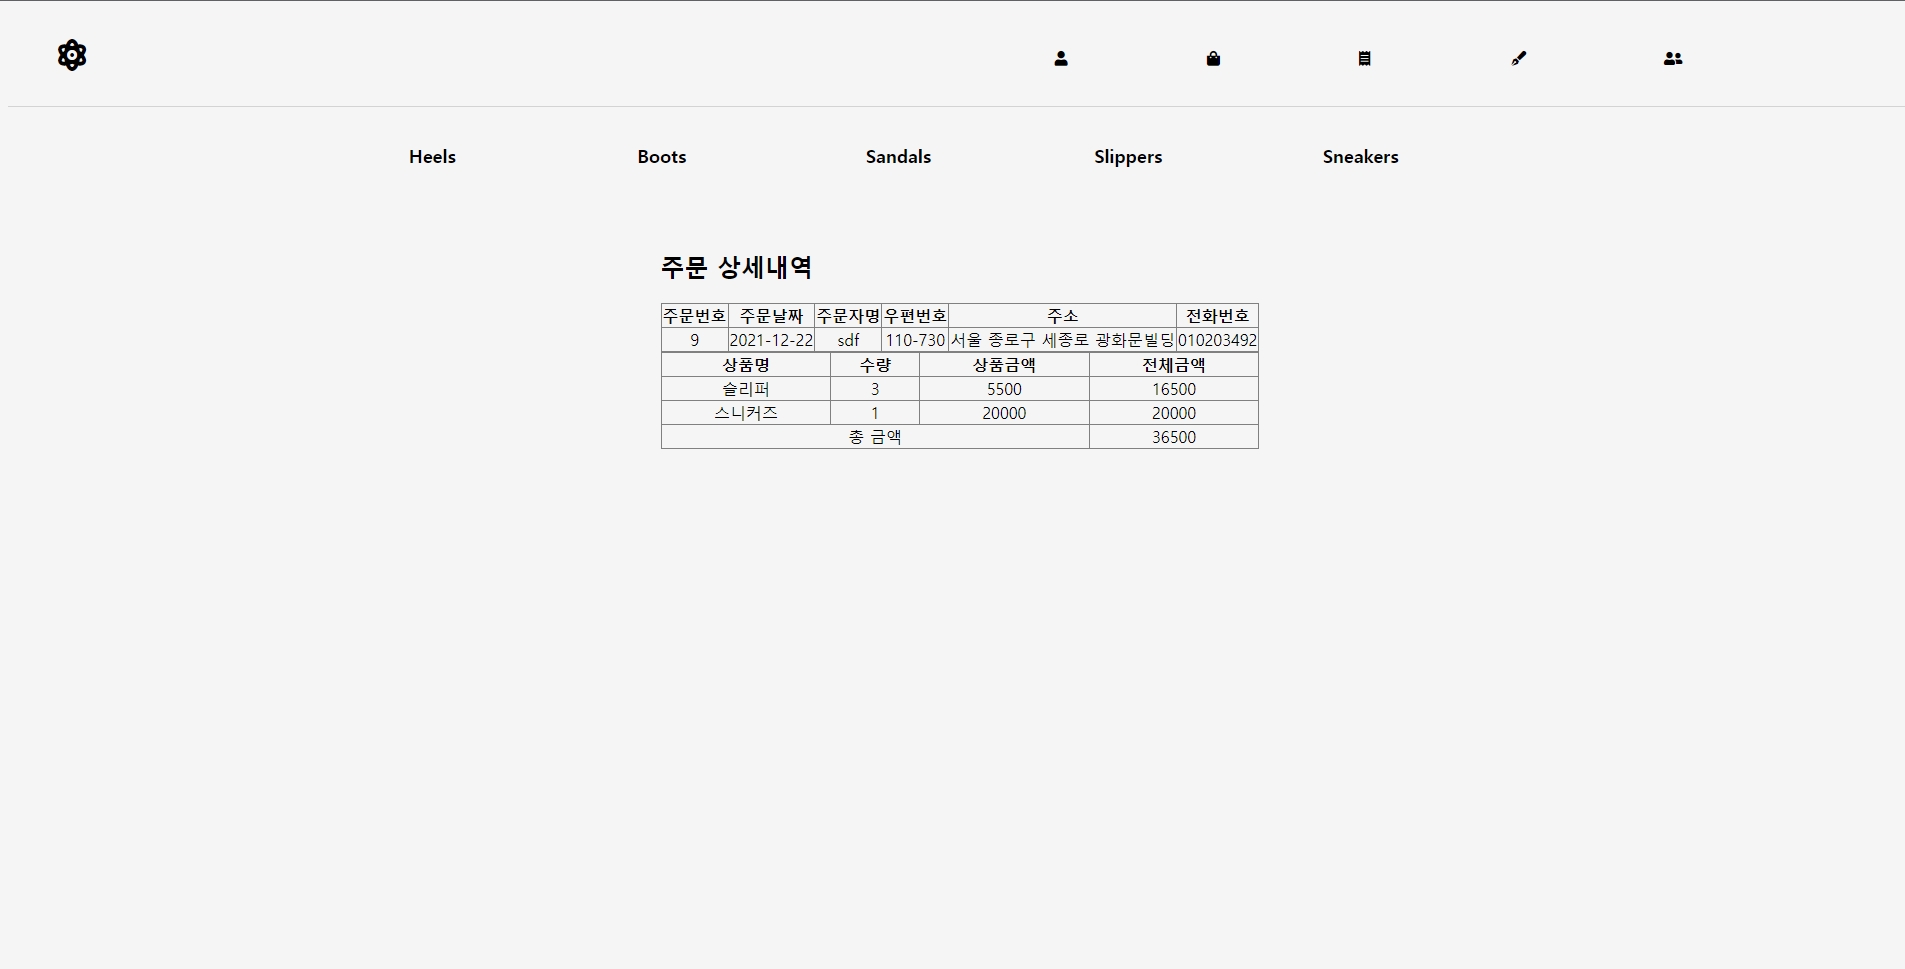 Heels Boots Sandals Slippers Sneakers
주문 상세내역
주문번호 주문날짜 주문자명 우편번호 주소 전화번호
9 2021-12-22 sdf 110-730 서울 종로구 세종로 광화문빌딩 010203492
상품명 수량 상품금액 전체금액
슬리퍼 3 5500 16500
스니커즈 1 20000 20000
총 금액 36500